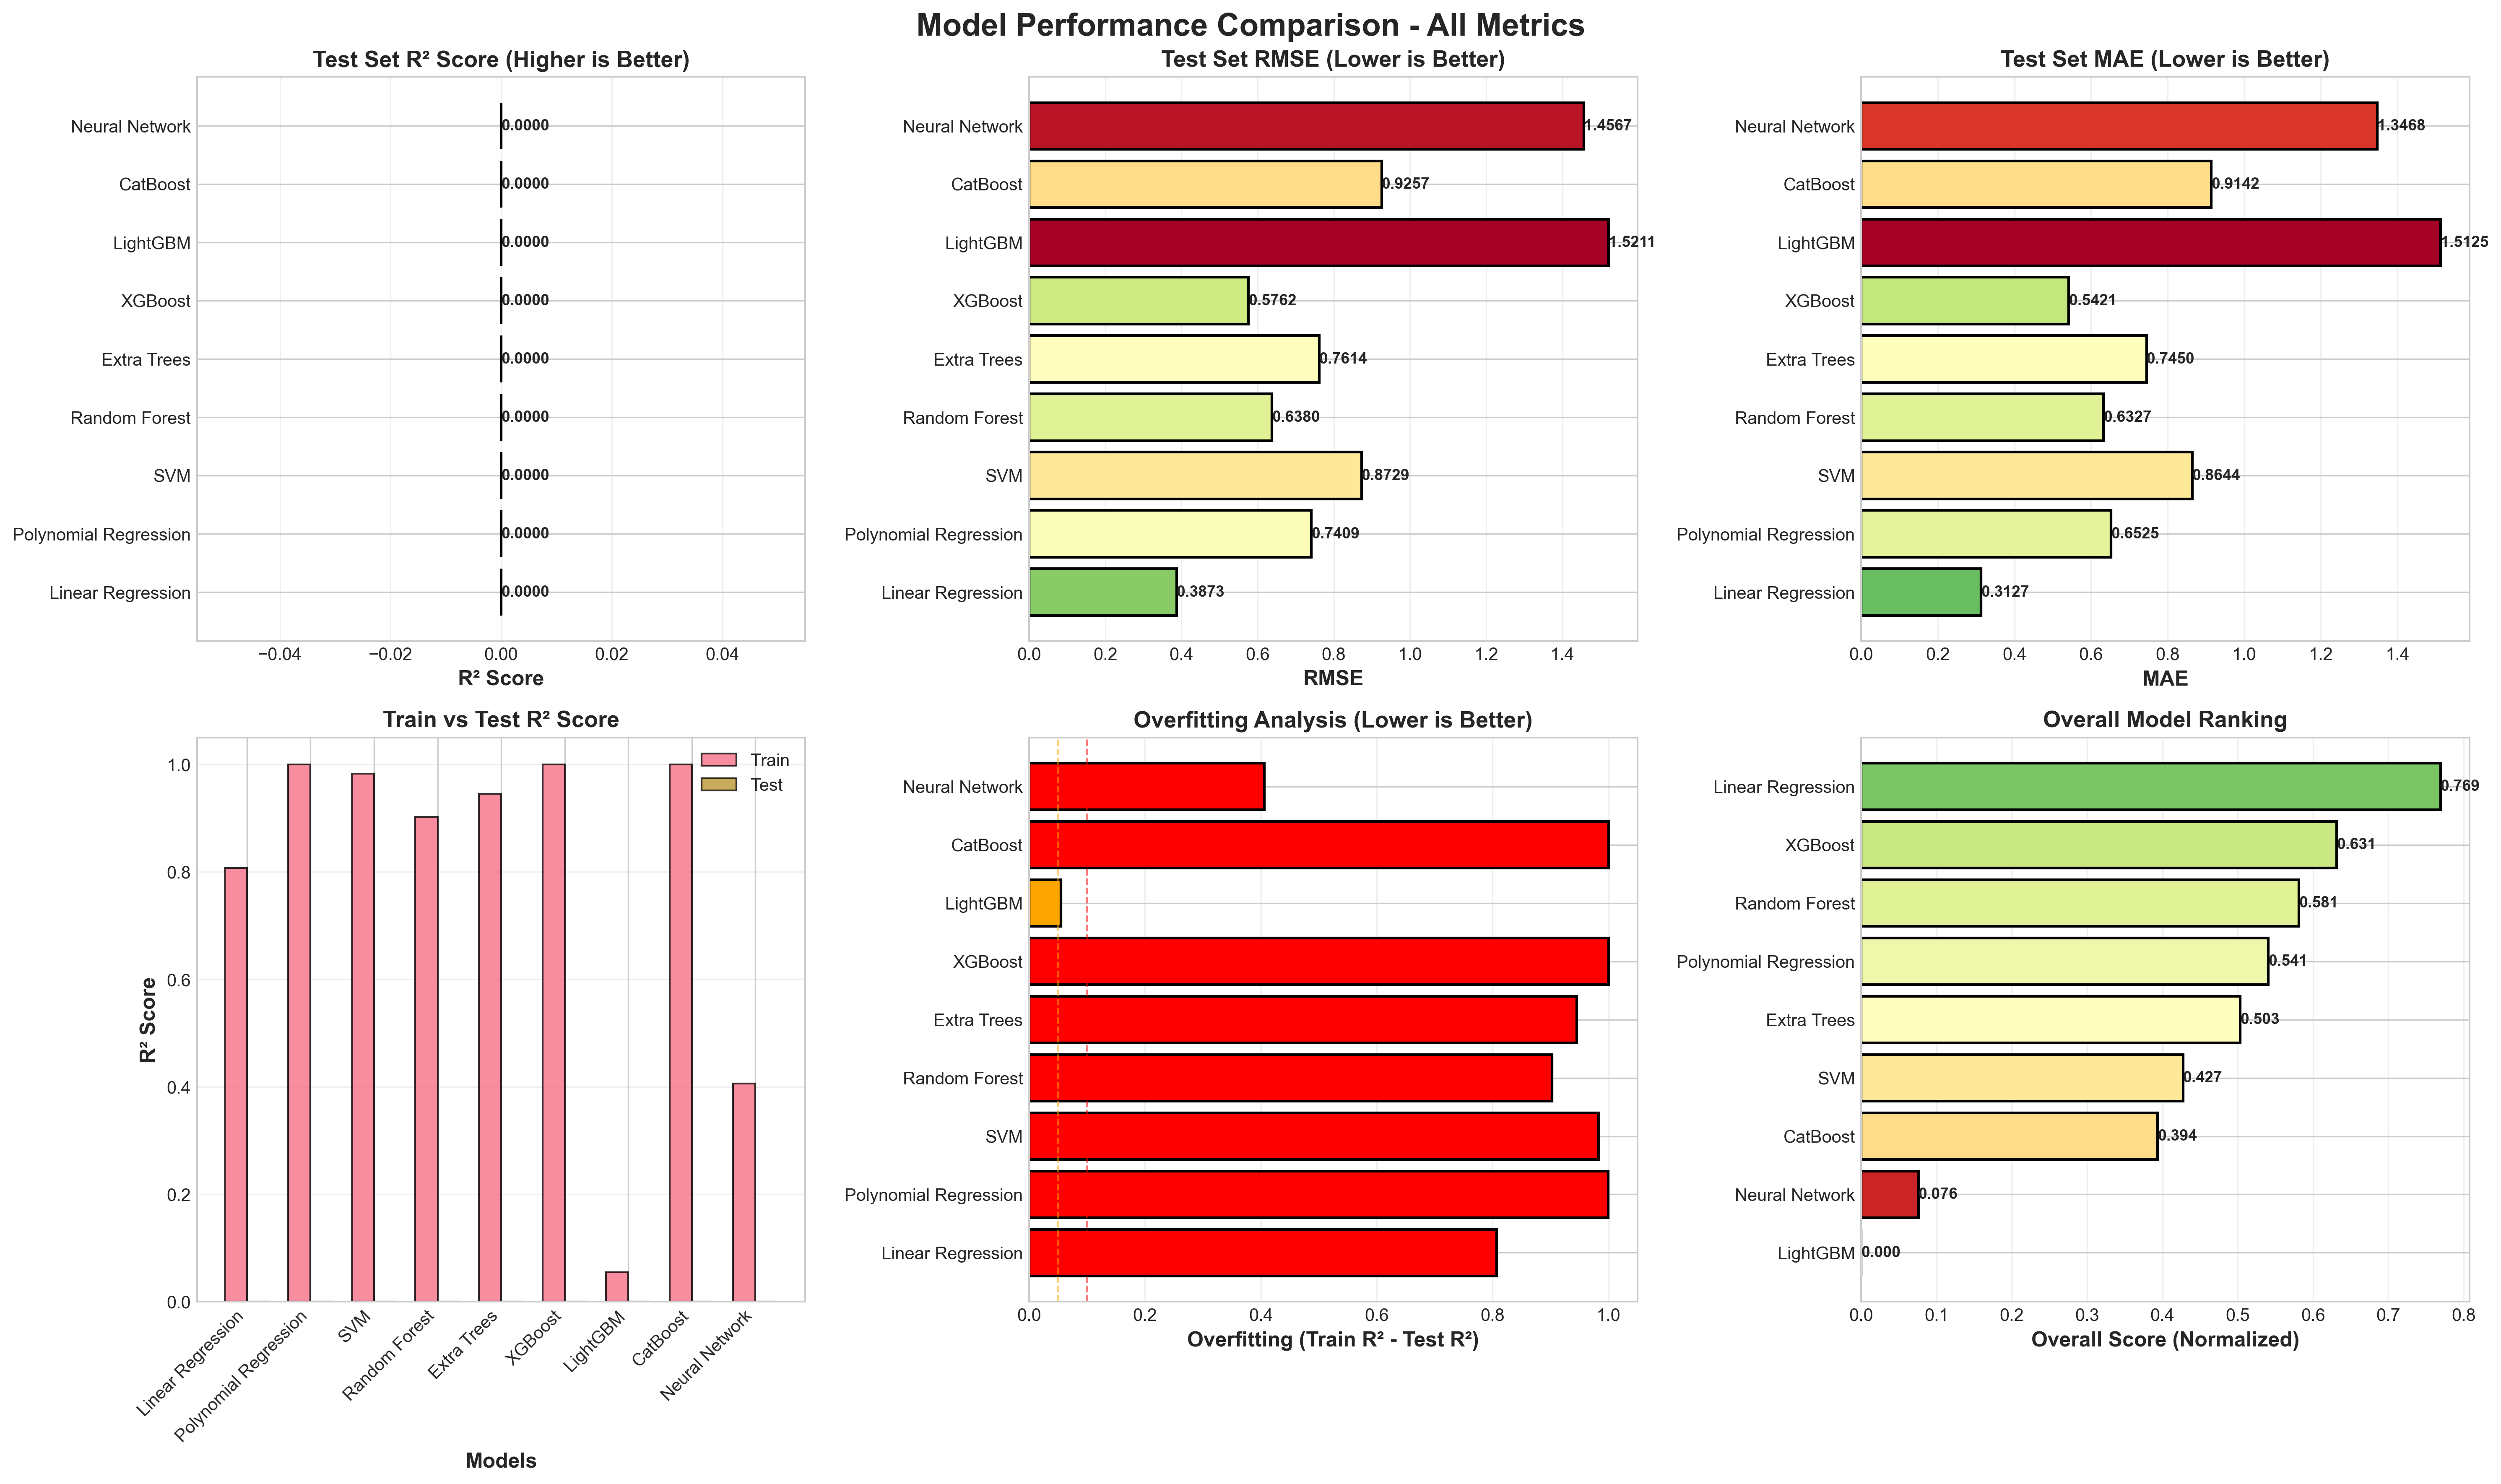 Model Performance Comparison - All Metrics
Test Set R² Score (Higher is Better)
Neural Network
0.0000
CatBoost
0.0000
LightGBM
0.0000
XGBoost
0.0000
Extra Trees
0.0000
Random Forest
0.0000
SVM
0.0000
Polynomial Regression
0.0000
Linear Regression
0.0000
−0.04 −0.02 0.00 0.02 0.04
R² Score
Test Set RMSE (Lower is Better)
Neural Network
1.4567
CatBoost
0.9257
LightGBM
1.5211
XGBoost
0.5762
Extra Trees
0.7614
Random Forest
0.6380
SVM
0.8729
Polynomial Regression
0.7409
Linear Regression
0.3873
0.0 0.2 0.4 0.6 0.8 1.0 1.2 1.4
RMSE
Test Set MAE (Lower is Better)
Neural Network
1.3468
CatBoost
0.9142
LightGBM
1.5125
XGBoost
0.5421
Extra Trees
0.7450
Random Forest
0.6327
SVM
0.8644
Polynomial Regression
0.6525
Linear Regression
0.3127
0.0 0.2 0.4 0.6 0.8 1.0 1.2 1.4
MAE
Train vs Test R² Score
Train
Test
1.0
0.8
0.6
0.4
0.2
0.0
R² Score
Linear Regression
Polynomial Regression
SVM
Random Forest
Extra Trees
XGBoost
LightGBM
CatBoost
Neural Network
Models
Overfitting Analysis (Lower is Better)
Neural Network
CatBoost
LightGBM
XGBoost
Extra Trees
Random Forest
SVM
Polynomial Regression
Linear Regression
0.0 0.2 0.4 0.6 0.8 1.0
Overfitting (Train R² - Test R²)
Overall Model Ranking
Linear Regression
0.769
XGBoost
0.631
Random Forest
0.581
Polynomial Regression
0.541
Extra Trees
0.503
SVM
0.427
CatBoost
0.394
Neural Network
0.076
LightGBM
0.000
0.0 0.1 0.2 0.3 0.4 0.5 0.6 0.7 0.8
Overall Score (Normalized)